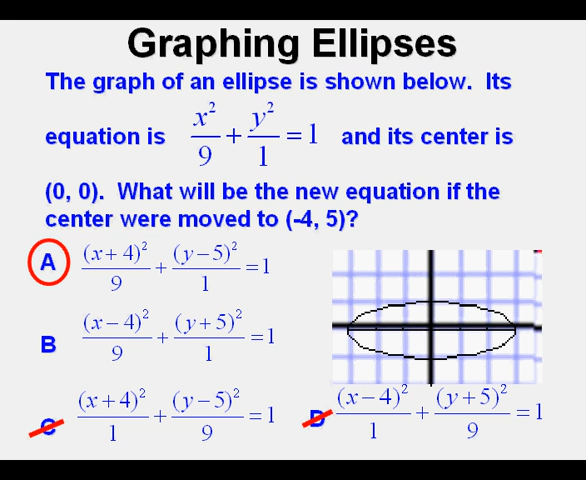 Graphing Ellipses
The graph of an ellipse is shown below. Its
equation is x²/9 + y²/1 = 1 and its center is
(0, 0). What will be the new equation if the
center were moved to (-4, 5)?
A (x+4)²/9 + (y−5)²/1 = 1
B (x−4)²/9 + (y+5)²/1 = 1
C (x+4)²/1 + (y−5)²/9 = 1
D (x−4)²/1 + (y+5)²/9 = 1